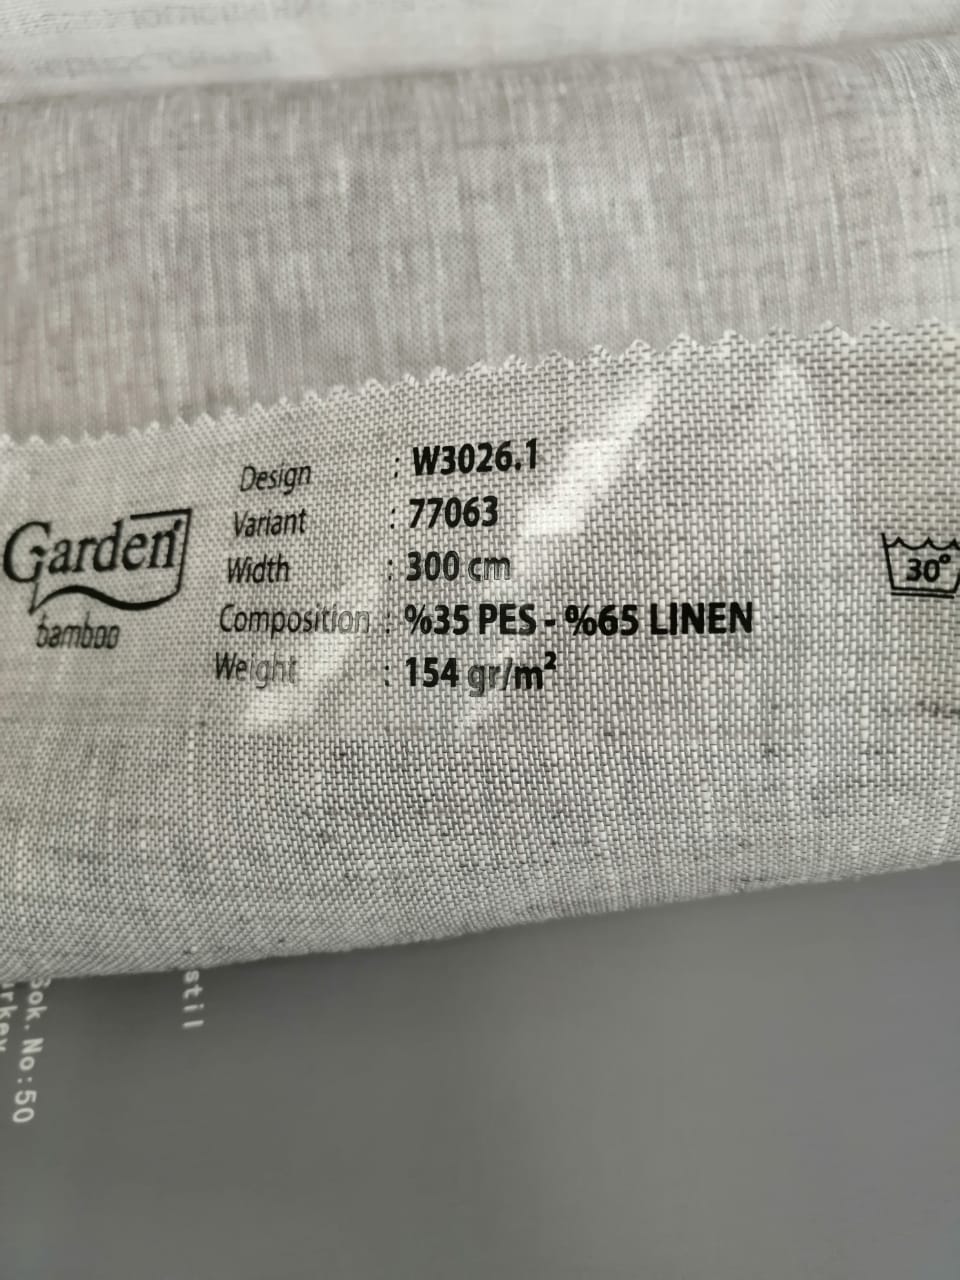 Garden
bamboo
Design : W3026.1
Variant : 77063
Width : 300 cm
Composition : %35 PES - %65 LINEN
Weight : 154 gr/m²
30°
stil
Sok. No:50